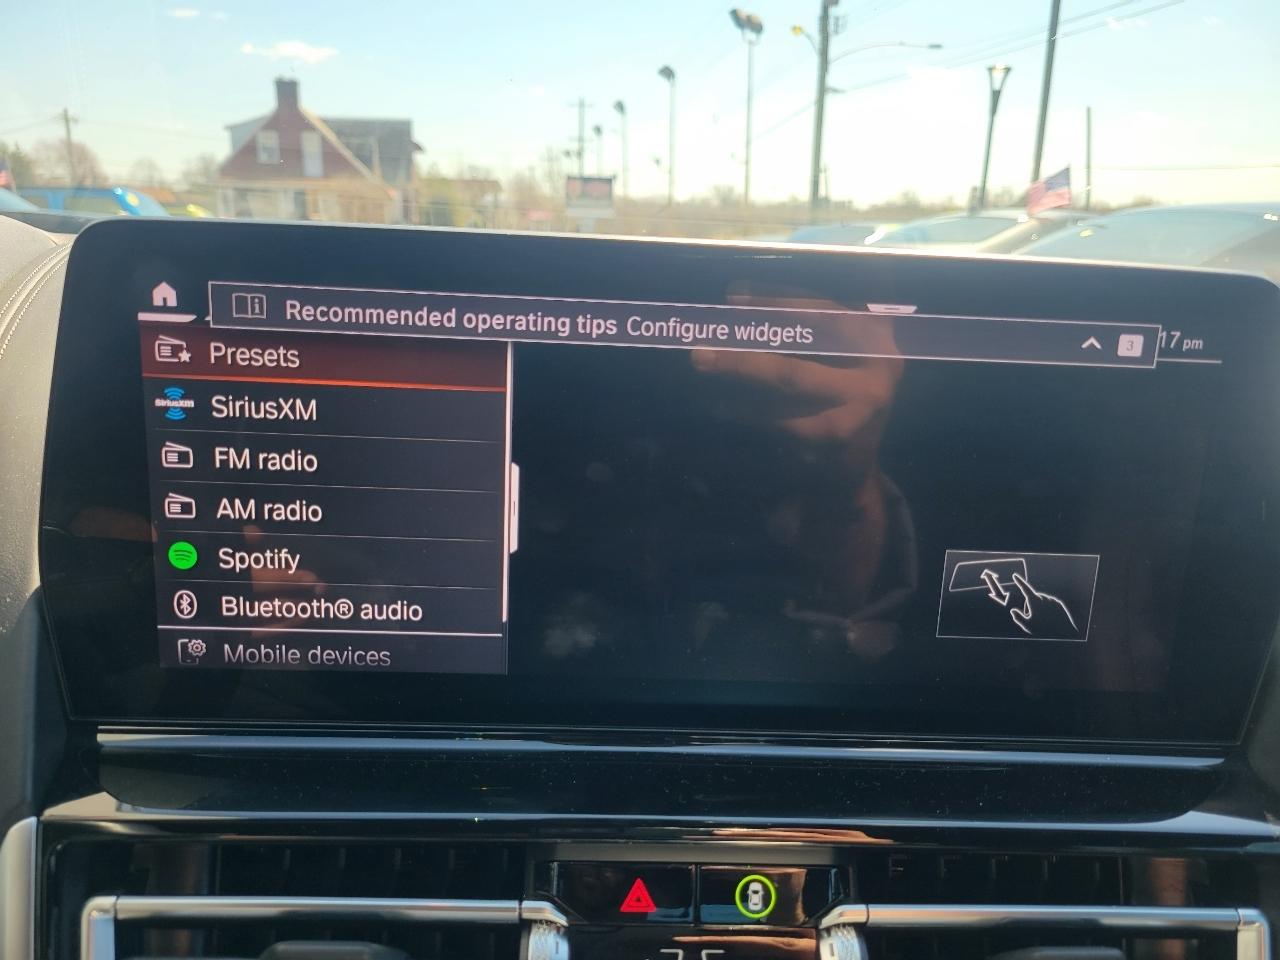 Recommended operating tips Configure widgets
3
17 pm
Presets
SiriusXM
SiriusXM
FM radio
AM radio
Spotify
Bluetooth® audio
Mobile devices